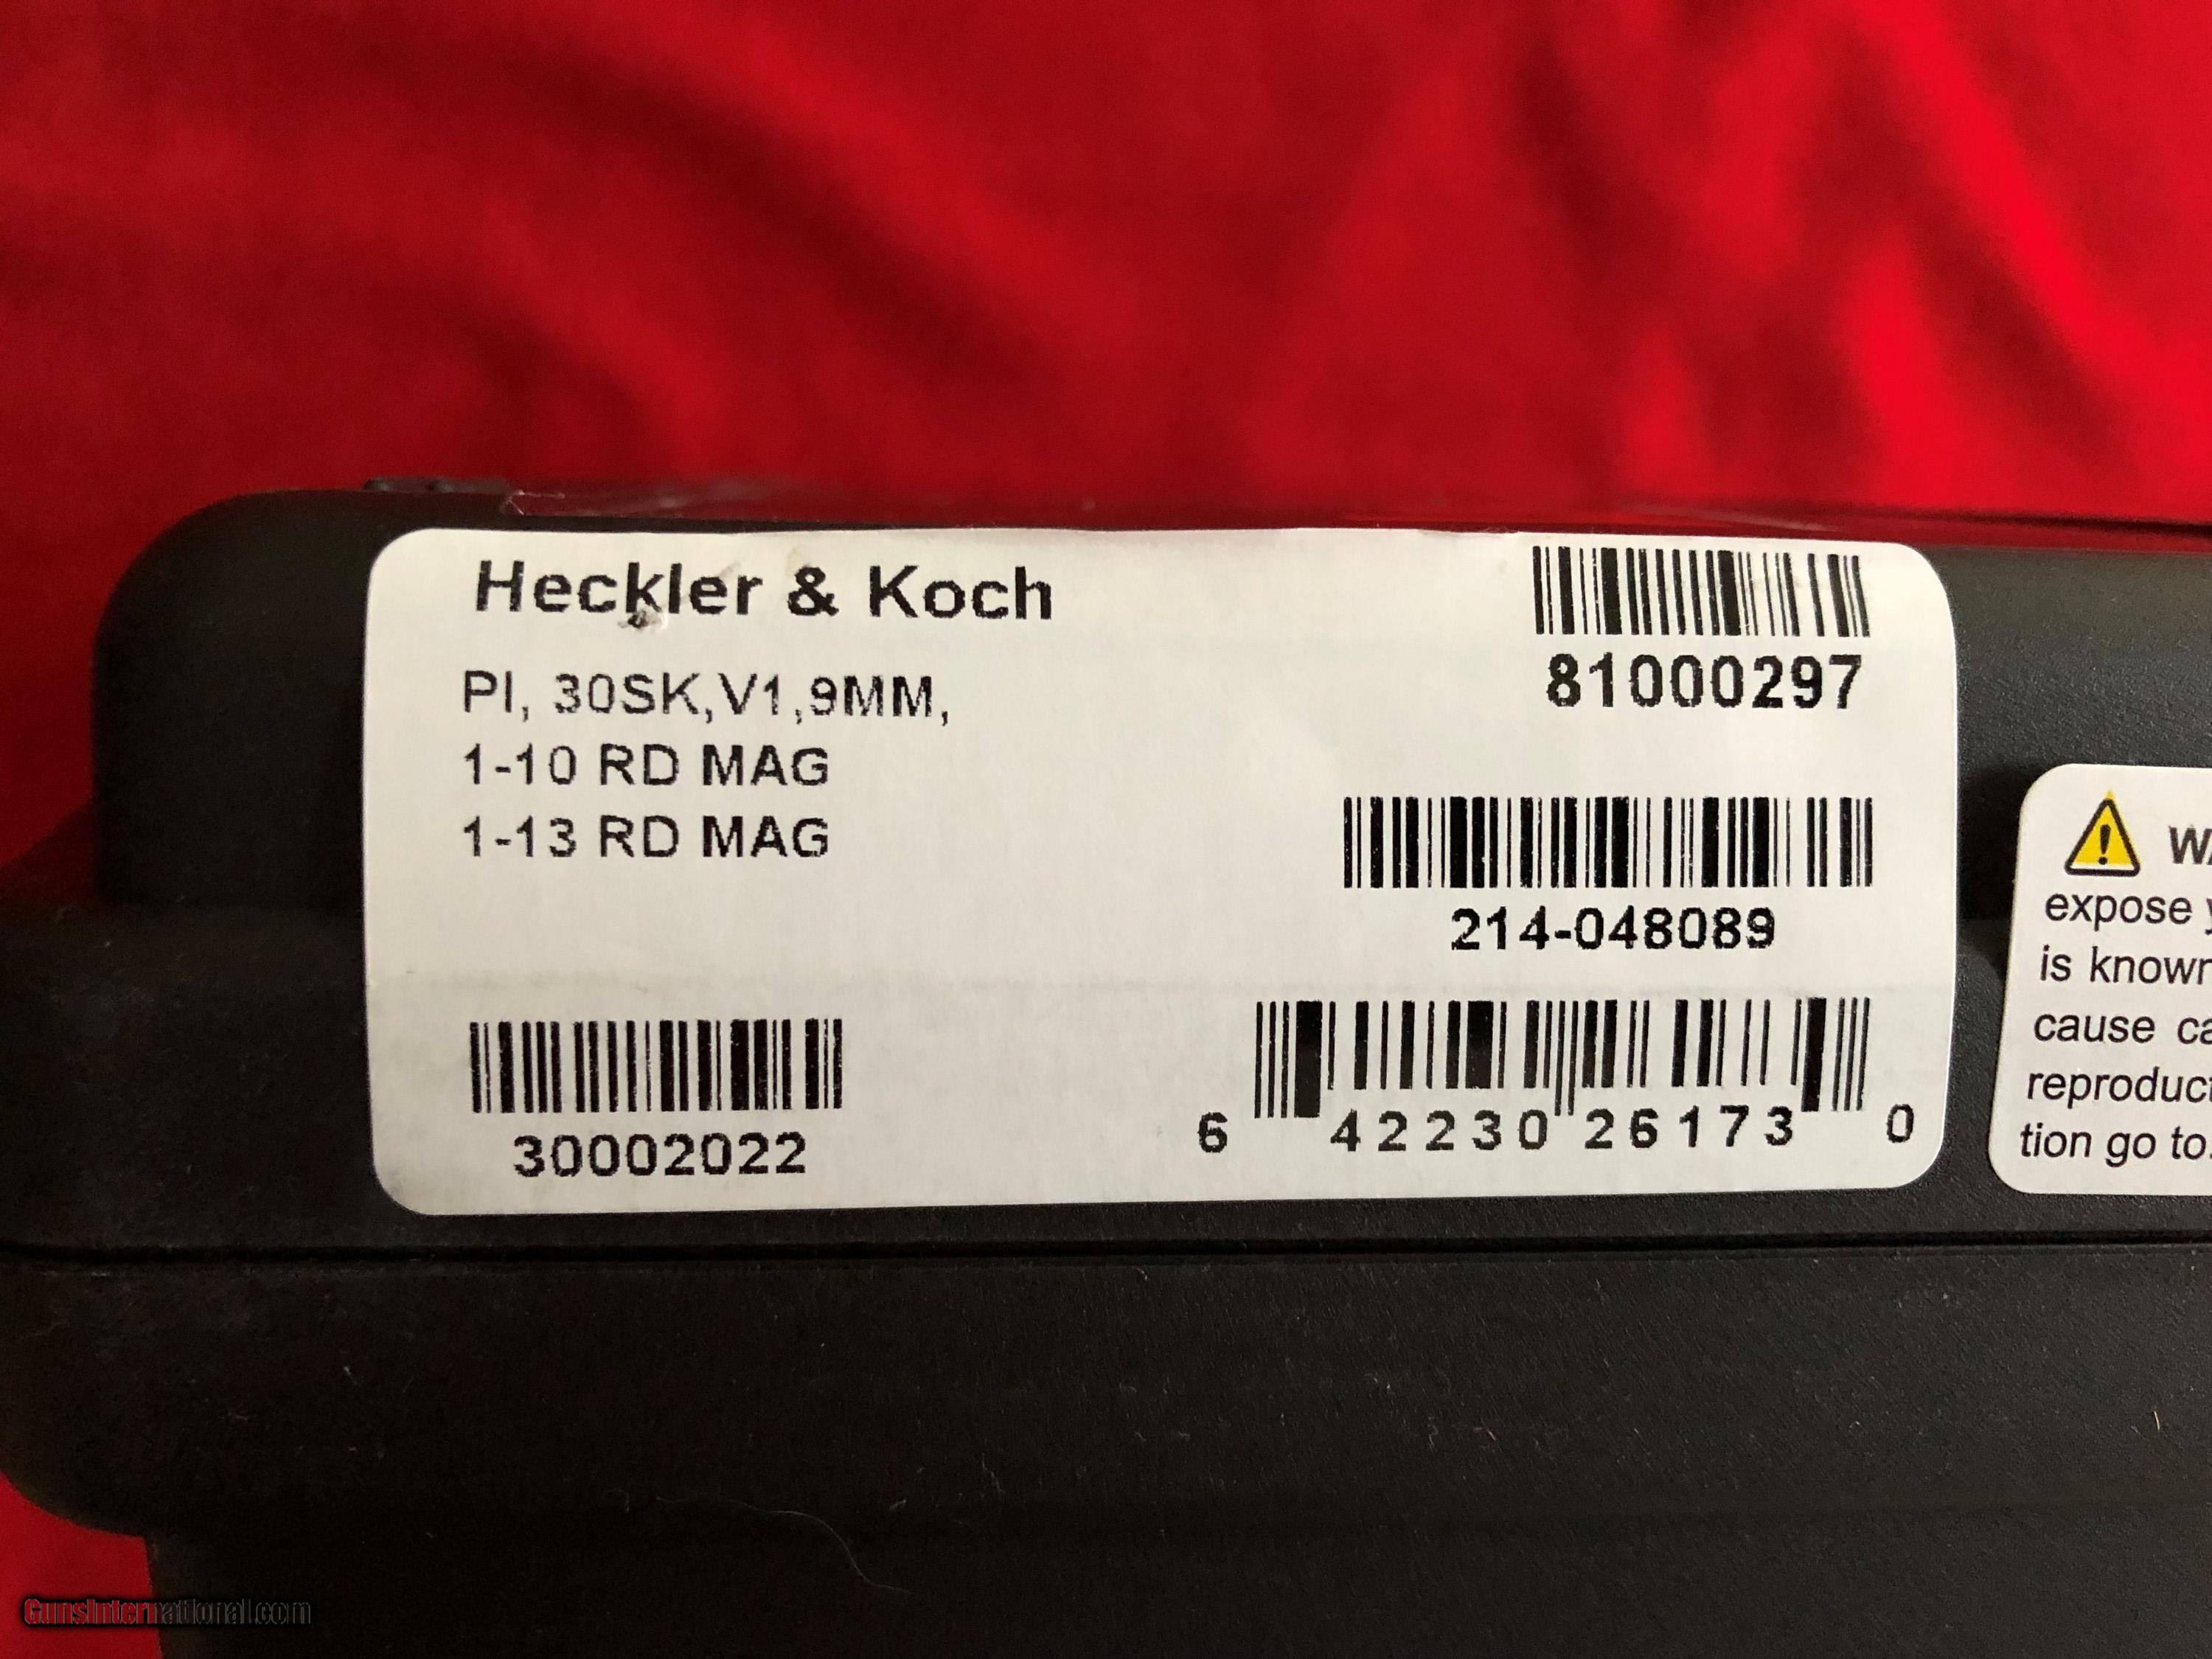 Heckler & Koch
PI, 30SK,V1,9MM,
1-10 RD MAG
1-13 RD MAG
30002022
81000297
214-048089
6 42230 26173 0
expose
is known
cause
reproduct
tion go to
GunsInternational.com